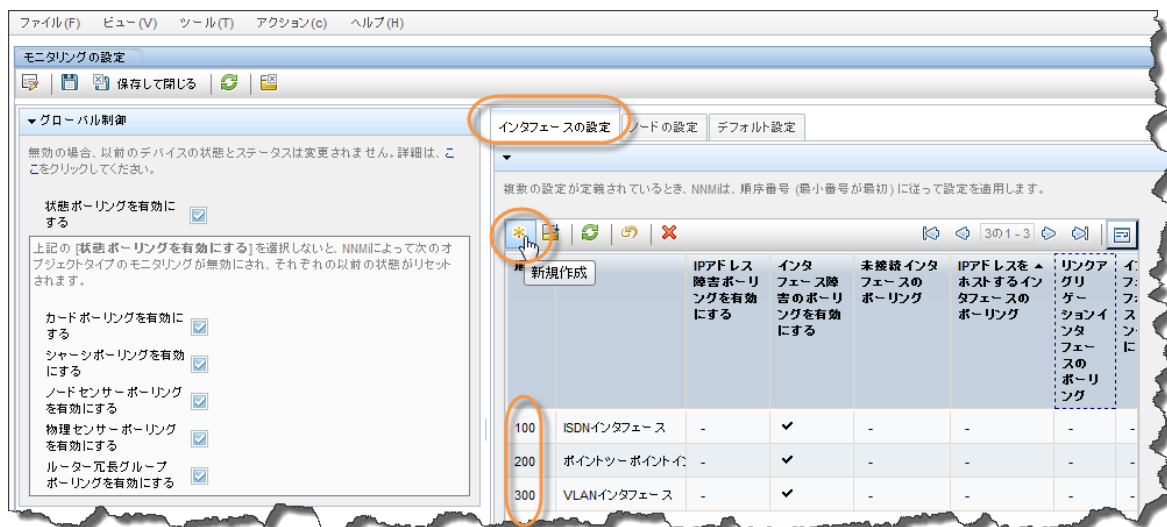 ファイル(F) ビュー(V) ツール(T) アクション(c) ヘルプ(H)
モニタリングの設定
保存して閉じる
▼グローバル制御
無効の場合、以前のデバイスの状態とステータスは変更されません。詳細は、こ
こをクリックしてください。
状態ポーリングを有効に
する
上記の [状態ポーリングを有効にする] を選択しないと、NNMiによって次のオ
ブジェクトタイプのモニタリングが無効にされ、それぞれの以前の状態がリセット
されます。
カードポーリングを有効に
する
シャーシポーリングを有効
にする
ノードセンサーポーリング
を有効にする
物理センサーポーリング
を有効にする
ルーター冗長グループ
ポーリングを有効にする
インタフェースの設定 ノードの設定 デフォルト設定
複数の設定が定義されているとき、NNMiは、順序番号 (最小番号が最初) に従って設定を適用します。
3の1-3
新規作成
IPアドレス
障害ポーリ
ングを有効
にする
インタ
フェース障
害のポーリ
ングを有効
にする
未接続インタ
フェースの
ポーリング
IPアドレスを ▲
ホストするイン
タフェースの
ポーリング
リンクア
グリ
ゲー
ションイ
ンタ
フェー
スの
ポーリ
ング
100 ISDNインタフェース - ✔ - - - -
200 ポイントツーポイントイ - ✔ - - - -
300 VLANインタフェース - ✔ - - - -